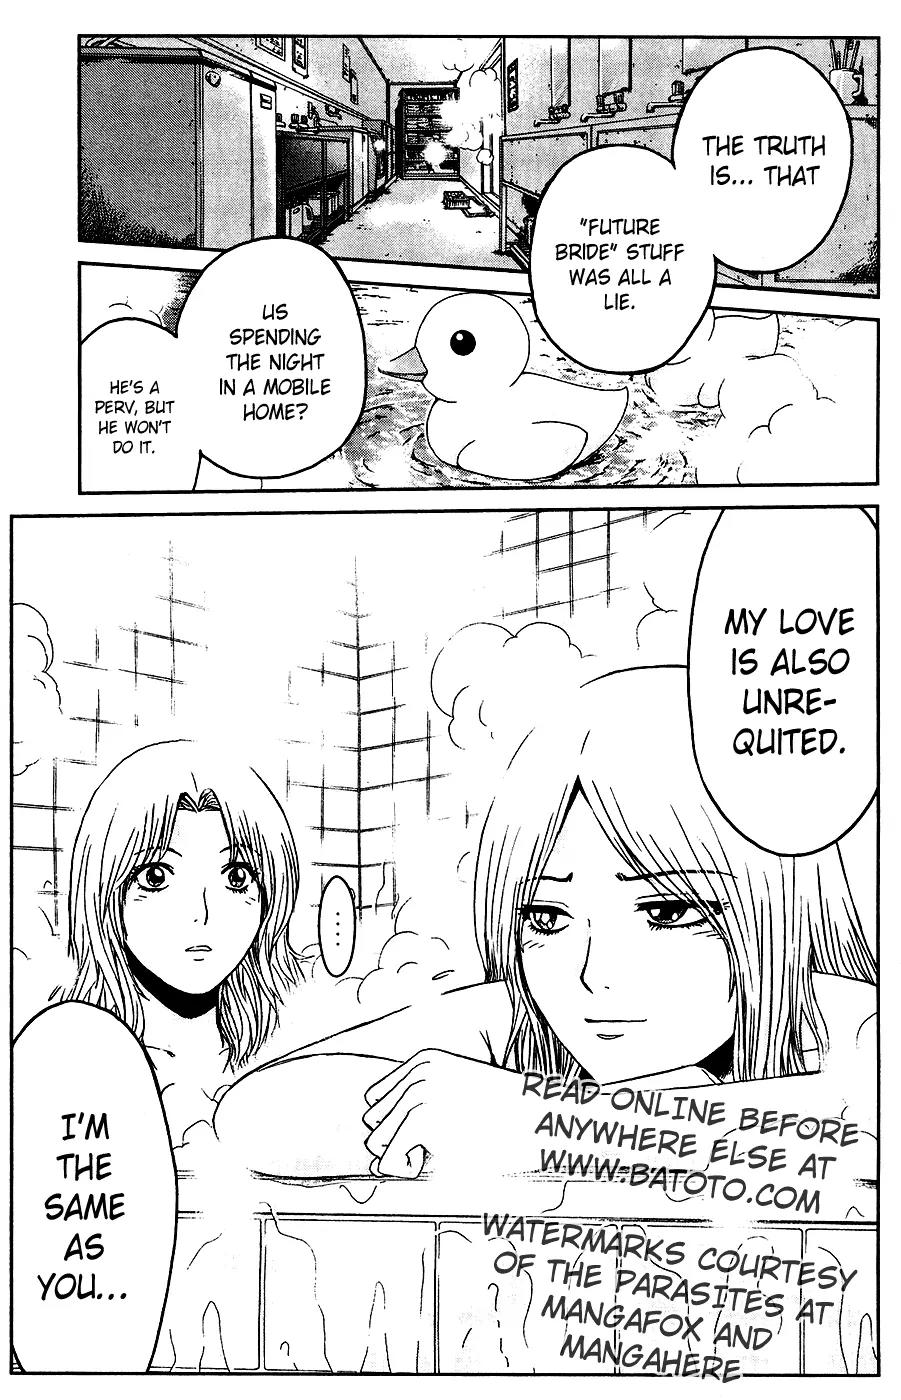 THE TRUTH
IS... THAT
"FUTURE
BRIDE" STUFF
WAS ALL A
LIE.
US
SPENDING
THE NIGHT
IN A MOBILE
HOME?
HE'S A
PERV, BUT
HE WON'T
DO IT.
MY LOVE
IS ALSO
UNRE-
QUITED.
....
I'M
THE
SAME
AS
YOU...
READ ONLINE BEFORE
ANYWHERE ELSE AT
WWW.BATOTO.COM
WATERMARKS COURTESY
OF THE PARASITES AT
MANGAFOX AND
MANGAHERE